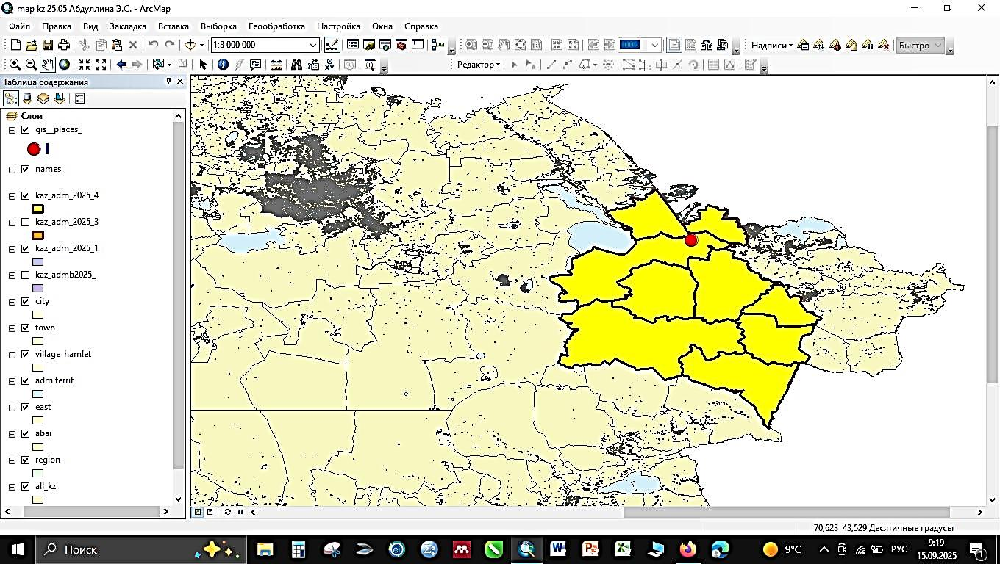 map kz 25.05 Абдуллина Э.С. - ArcMap
Файл Правка Вид Закладка Вставка Выборка Геообработка Настройка Окна Справка
1:8 000 000
Надписи
Быстро
Редактор
Таблица содержания
Слои
gis__places_
names
kaz_adm_2025_4
kaz_adm_2025_3
kaz_adm_2025_1
kaz_admb2025_
city
town
village_hamlet
adm territ
east
abai
region
all_kz
70,623 43,529 Десятичные градусы
Поиск
9°C
РУС
9:19
15.09.2025
1